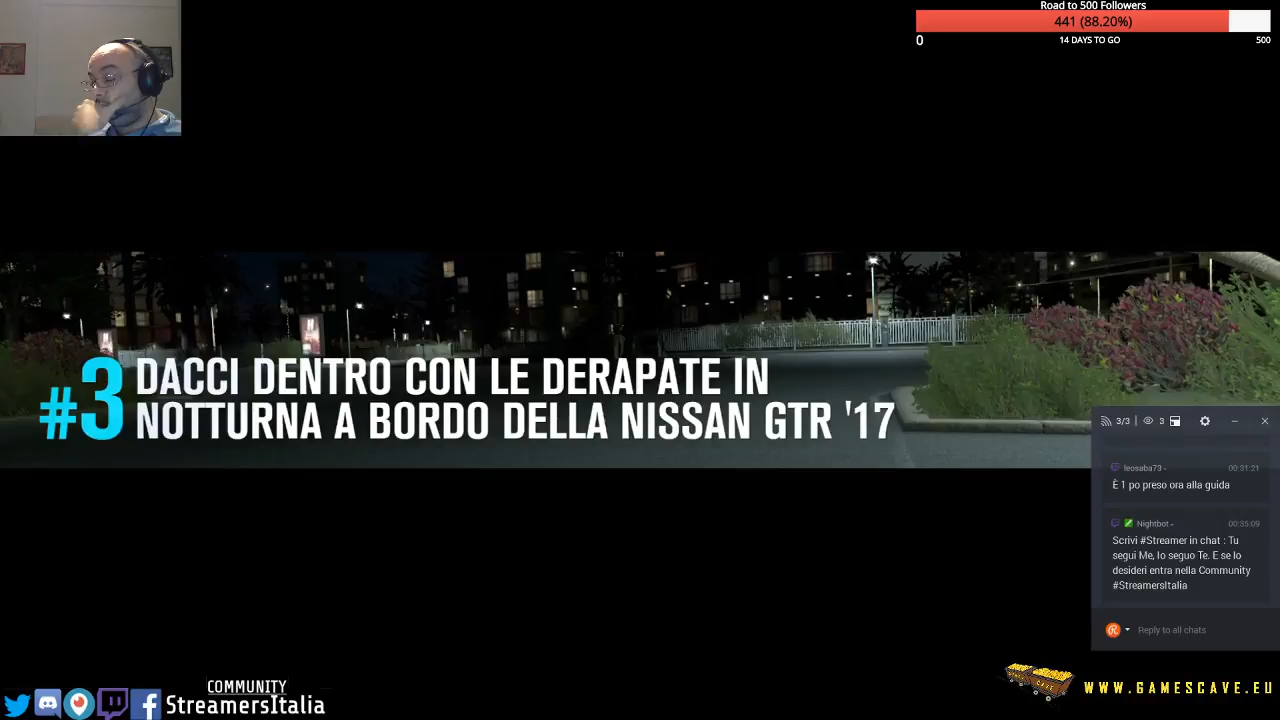 Road to 500 Followers
441 (88.20%)
0
14 DAYS TO GO
500
#3
DACCI DENTRO CON LE DERAPATE IN
NOTTURNA A BORDO DELLA NISSAN GTR '17
3/3
3
leosaba73 -
00:31:21
È 1 po preso ora alla guida
Nightbot -
00:35:09
Scrivi #Streamer in chat : Tu
segui Me, Io seguo Te. E se lo
desideri entra nella Community
#StreamersItalia
Reply to all chats
COMMUNITY
StreamersItalia
WWW.GAMESCAVE.EU